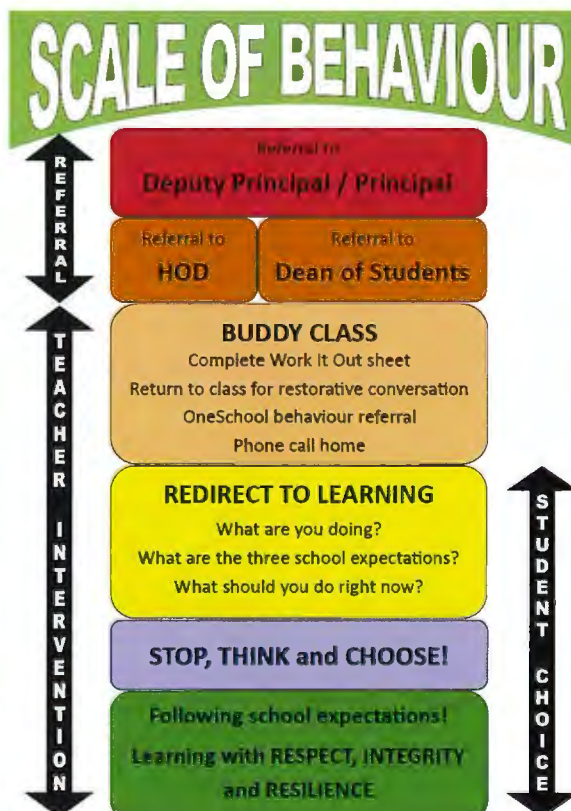 SCALE OF BEHAVIOUR
REFERRAL
Referral to
Deputy Principal / Principal
Referral to
HOD
Referral to
Dean of Students
TEACHER INTERVENTION
BUDDY CLASS
Complete Work It Out sheet
Return to class for restorative conversation
OneSchool behaviour referral
Phone call home
REDIRECT TO LEARNING
What are you doing?
What are the three school expectations?
What should you do right now?
STUDENT CHOICE
STOP, THINK and CHOOSE!
Following school expectations!
Learning with RESPECT, INTEGRITY
and RESILIENCE